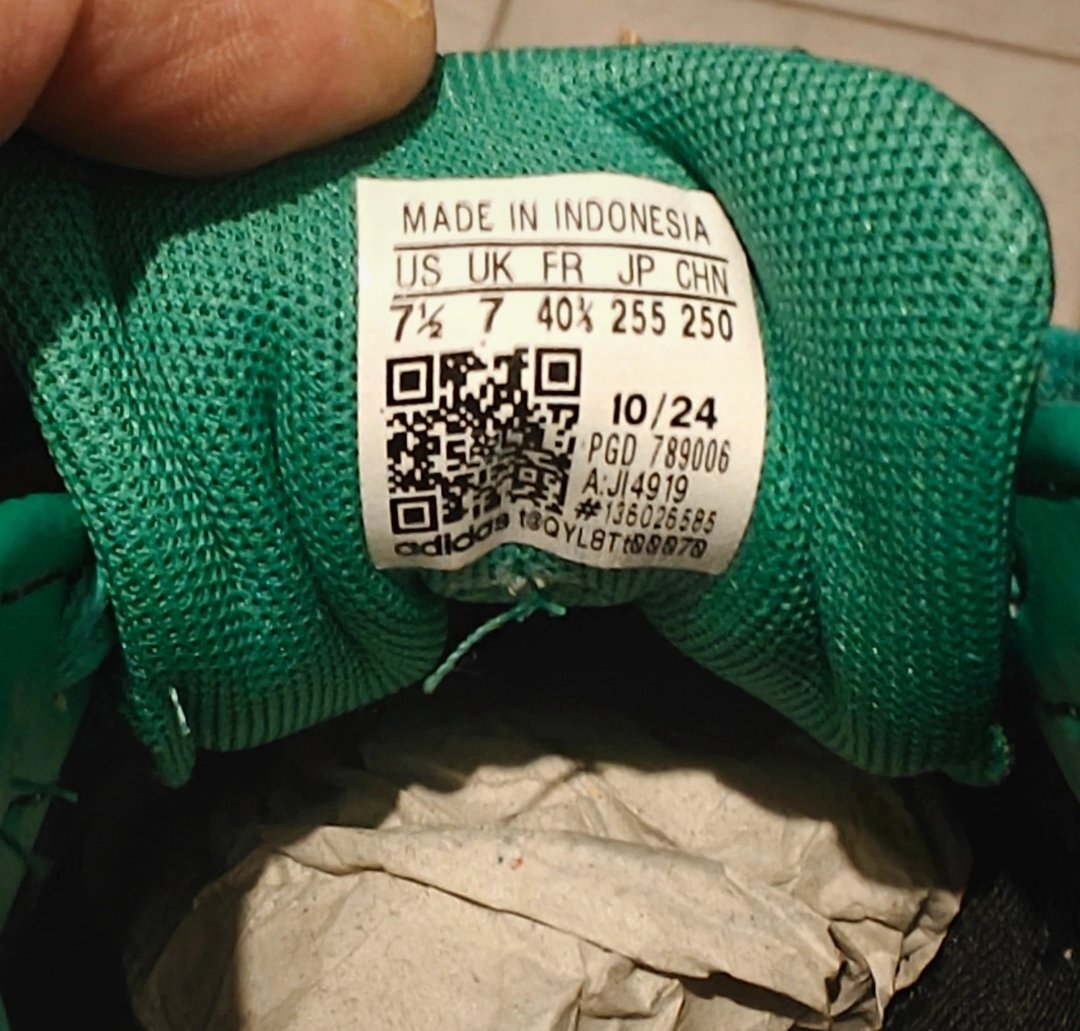 MADE IN INDONESIA
US UK FR JP CHN
7½ 7 40⅔ 255 250
10/24
PGD 789006
A:JI4919
#136026585
adidas t@QYL8Tt00070